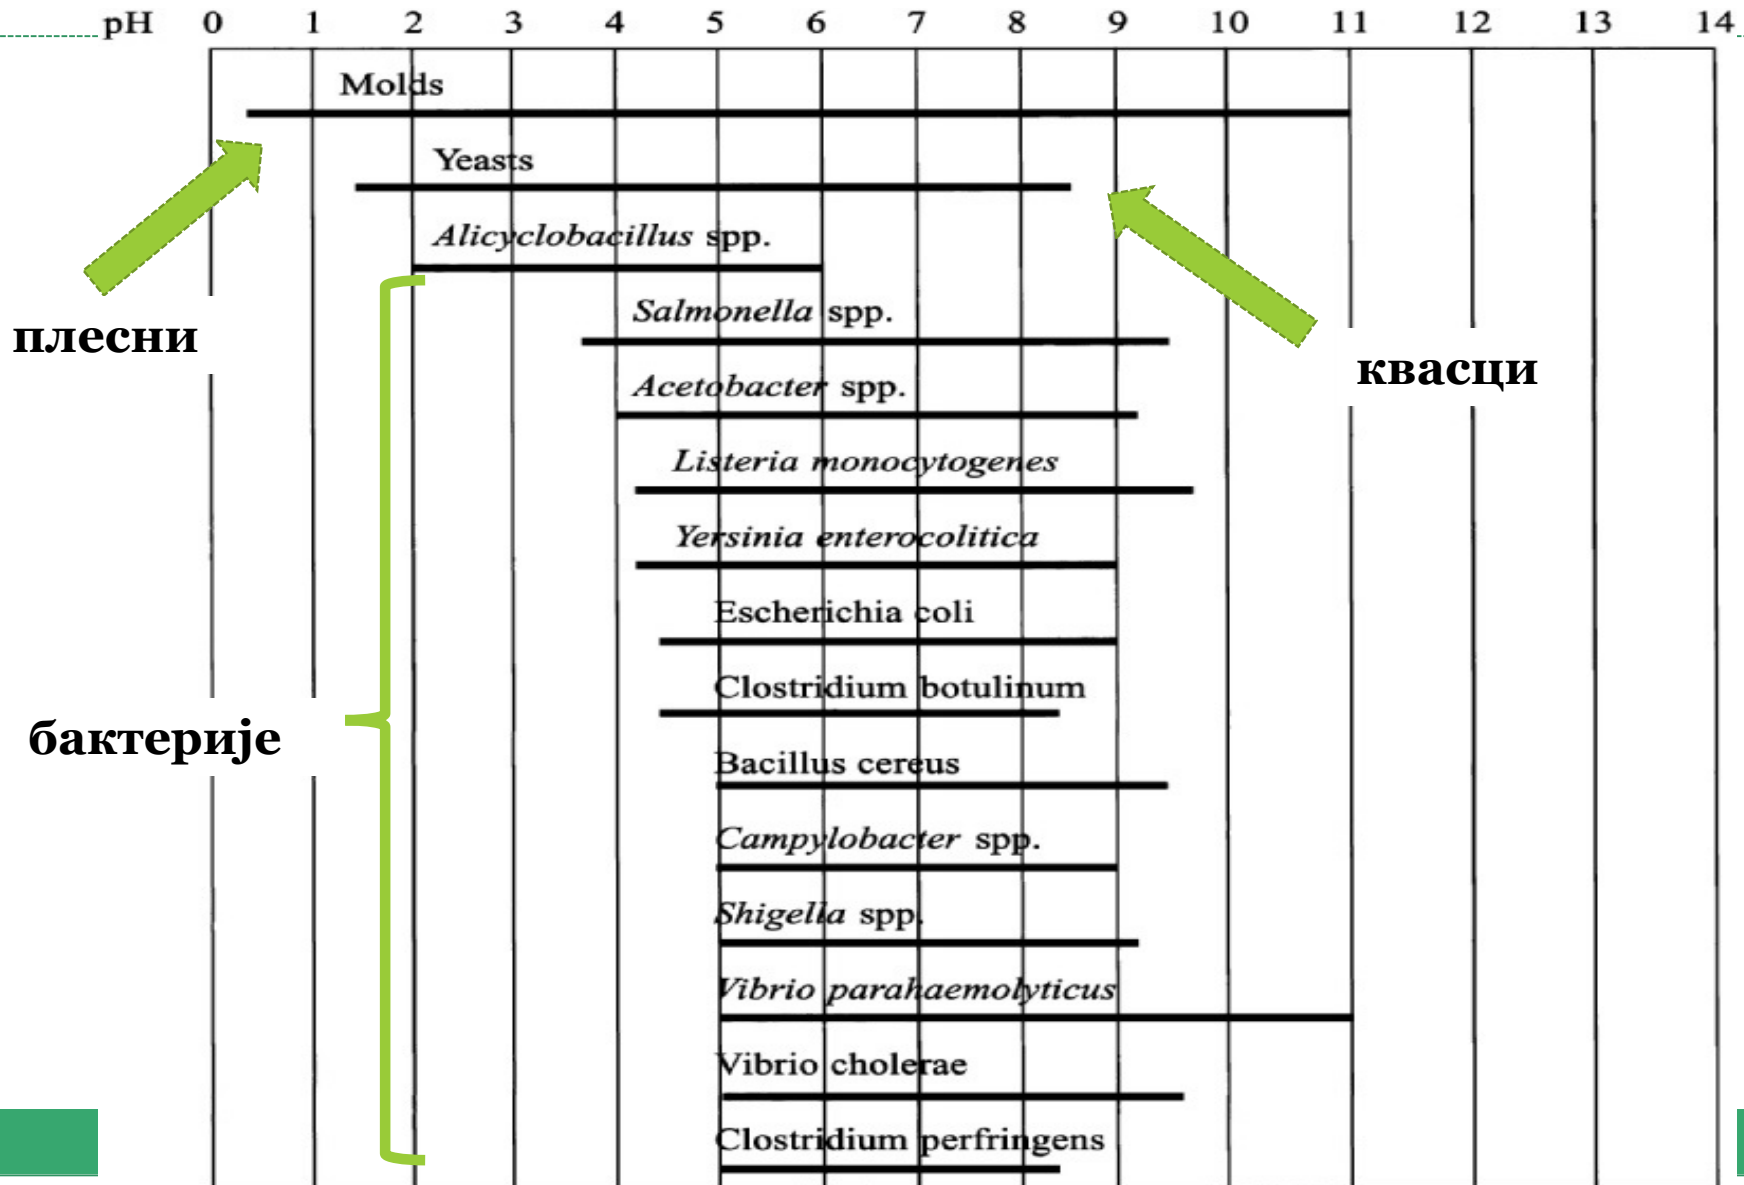 pH 0 1 2 3 4 5 6 7 8 9 10 11 12 13 14
Molds
Yeasts
Alicyclobacillus spp.
Salmonella spp.
плесни
квасци
Acetobacter spp.
Listeria monocytogenes
Yersinia enterocolitica
Escherichia coli
Clostridium botulinum
бактерије
Bacillus cereus
Campylobacter spp.
Shigella spp.
Vibrio parahaemolyticus
Vibrio cholerae
Clostridium perfringens